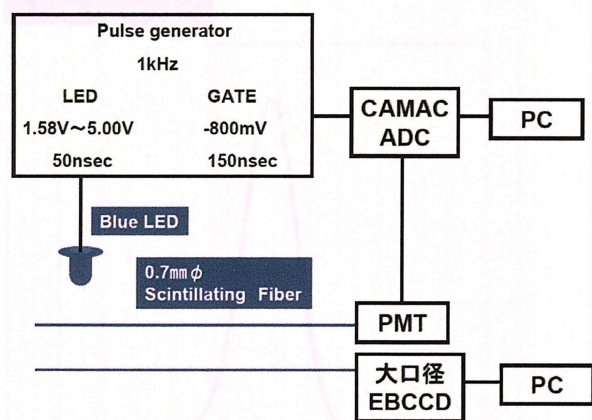 Pulse generator
1kHz
LED
GATE
1.58V～5.00V
-800mV
50nsec
150nsec
CAMAC
ADC
PC
Blue LED
0.7㎜φ
Scintillating Fiber
PMT
大口径
EBCCD
PC